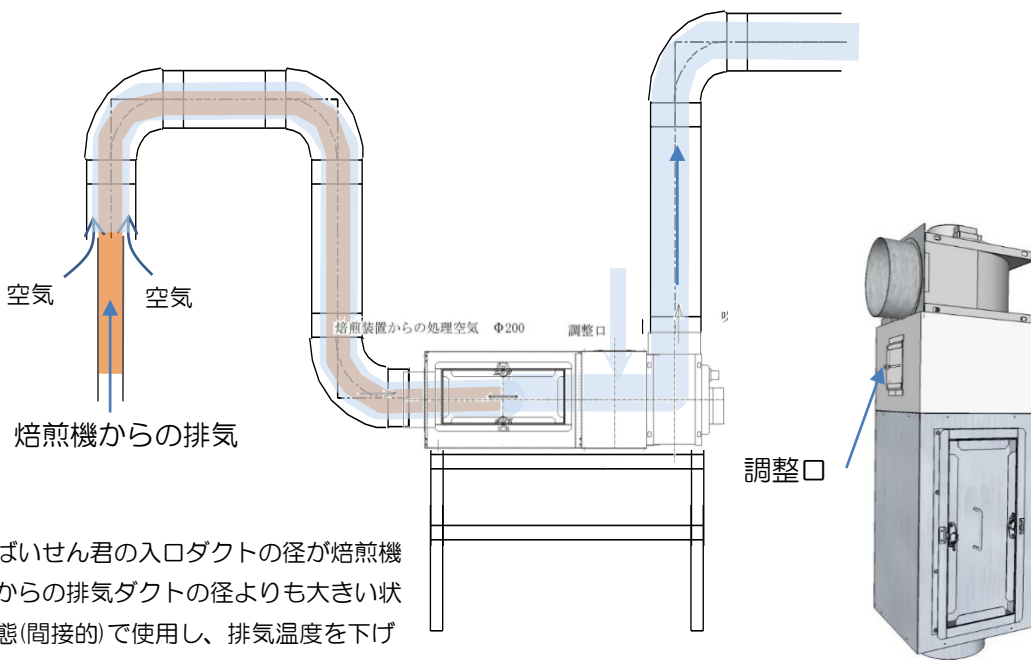 空気
空気
焙煎装置からの処理空気 Φ200
調整口
焙煎機からの排気
調整口
ばいせん君の入口ダクトの径が焙煎機
からの排気ダクトの径よりも大きい状
態(間接的)で使用し、排気温度を下げ